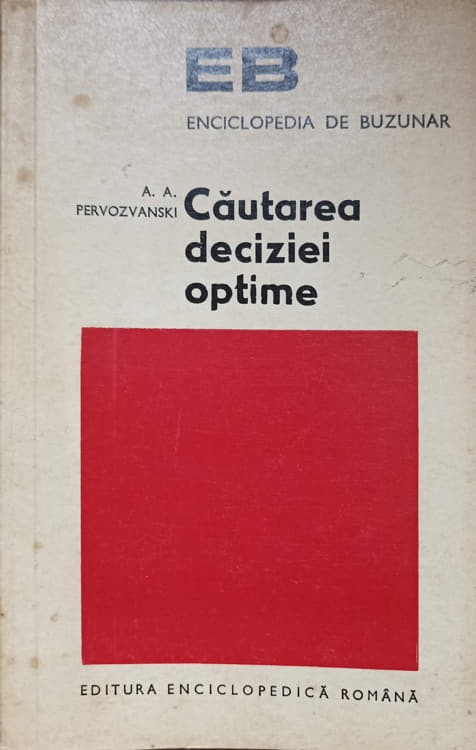 EB
ENCICLOPEDIA DE BUZUNAR
A. A.
PERVOZVANSKI
Căutarea
deciziei
optime
EDITURA ENCICLOPEDICĂ ROMÂNĂ